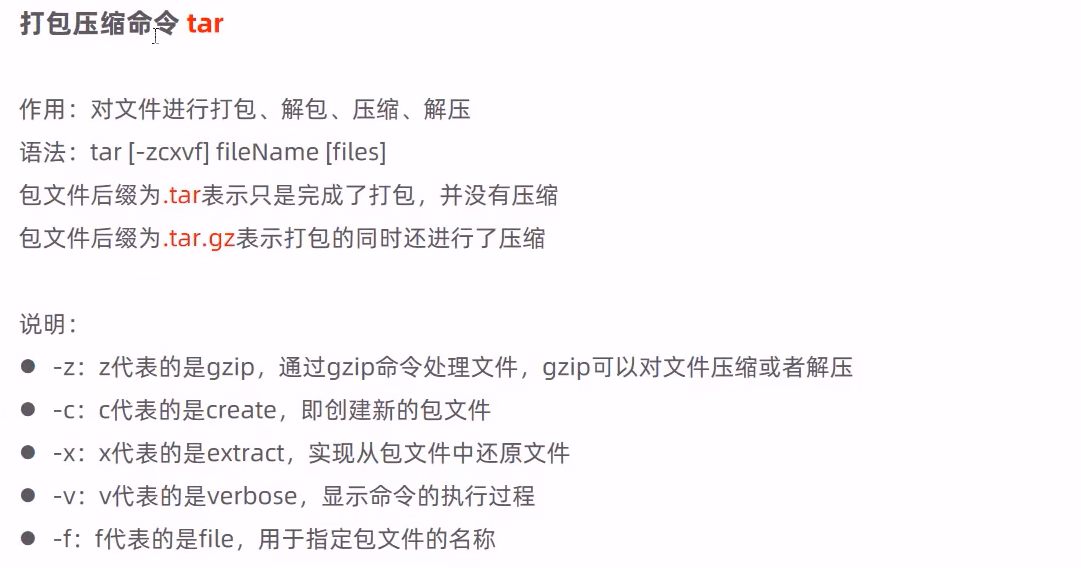 打包压缩命令 tar
作用：对文件进行打包、解包、压缩、解压
语法：tar [-zcxvf] fileName [files]
包文件后缀为.tar表示只是完成了打包，并没有压缩
包文件后缀为.tar.gz表示打包的同时还进行了压缩
说明：
● -z：z代表的是gzip，通过gzip命令处理文件，gzip可以对文件压缩或者解压
● -c：c代表的是create，即创建新的包文件
● -x：x代表的是extract，实现从包文件中还原文件
● -v：v代表的是verbose，显示命令的执行过程
● -f：f代表的是file，用于指定包文件的名称